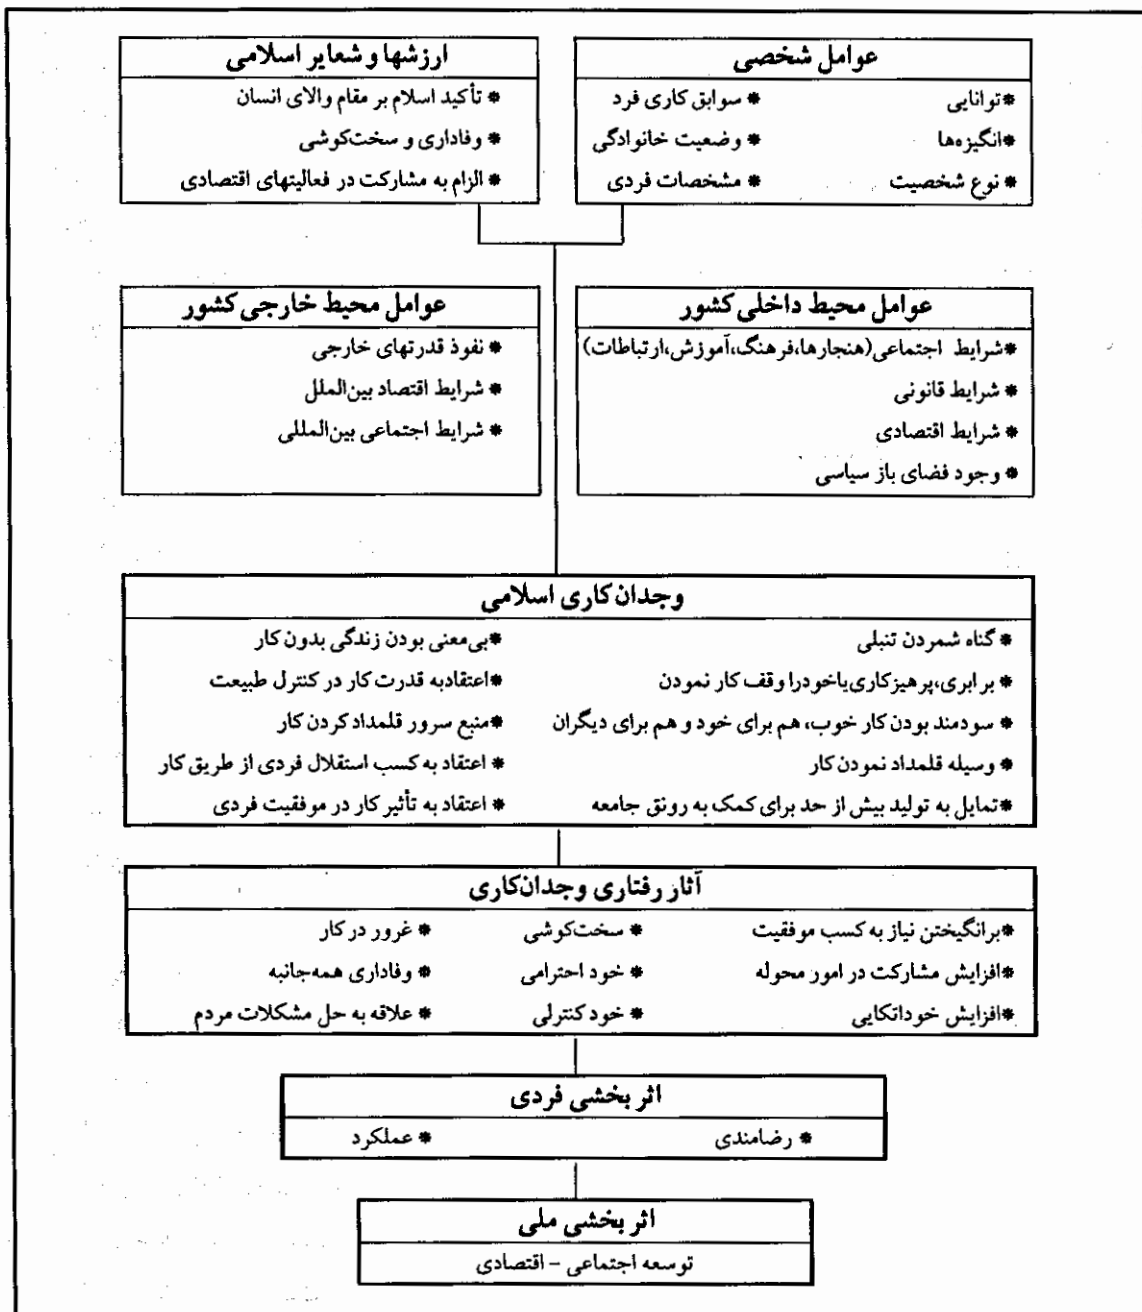 عوامل شخصی
*توانایی * سوابق کاری فرد
*انگیزه‌ها * وضعیت خانوادگی
* نوع شخصیت * مشخصات فردی
ارزشها و شعایر اسلامی
* تأکید اسلام بر مقام والای انسان
* وفاداری و سخت‌کوشی
* الزام به مشارکت در فعالیتهای اقتصادی
عوامل محیط داخلی کشور
*شرایط اجتماعی(هنجارها،فرهنگ،آموزش،ارتباطات)
* شرایط قانونی
* شرایط اقتصادی
* وجود فضای باز سیاسی
عوامل محیط خارجی کشور
* نفوذ قدرتهای خارجی
* شرایط اقتصاد بین‌الملل
* شرایط اجتماعی بین‌المللی
وجدان کاری اسلامی
* گناه شمردن تنبلی *بی‌معنی بودن زندگی بدون کار
* برابری،پرهیزکاری‌یاخودرا وقف کار نمودن *اعتقادبه قدرت کار در کنترل طبیعت
* سودمند بودن کار خوب، هم برای خود و هم برای دیگران *منبع سرور قلمداد کردن کار
* وسیله قلمداد نمودن کار * اعتقاد به کسب استقلال فردی از طریق کار
*تمایل به تولید بیش از حد برای کمک به رونق جامعه * اعتقاد به تأثیر کار در موفقیت فردی
آثار رفتاری وجدان‌کاری
*برانگیختن نیاز به کسب موفقیت * سخت‌کوشی * غرور در کار
*افزایش مشارکت در امور محوله * خود احترامی * وفاداری همه‌جانبه
*افزایش خوداتکایی * خود کنترلی * علاقه به حل مشکلات مردم
اثر بخشی فردی
* رضامندی * عملکرد
اثر بخشی ملی
توسعه اجتماعی - اقتصادی